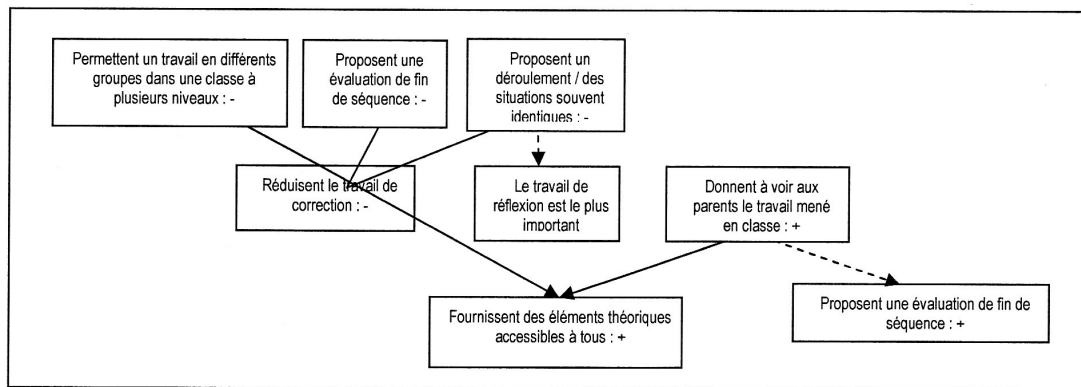 Permettent un travail en différents
groupes dans une classe à
plusieurs niveaux : -
Proposent une
évaluation de fin
de séquence : -
Proposent un
déroulement / des
situations souvent
identiques : -
Réduisent le travail de
correction : -
Le travail de
réflexion est le plus
important
Donnent à voir aux
parents le travail mené
en classe : +
Fournissent des éléments théoriques
accessibles à tous : +
Proposent une évaluation de fin de
séquence : +